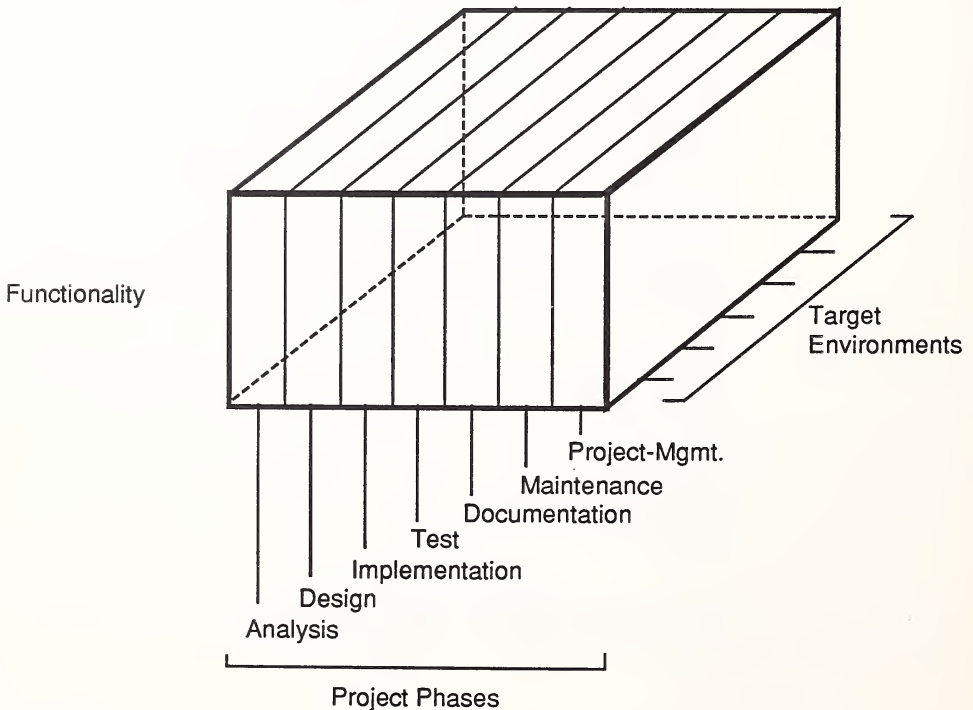 Functionality
Target
Environments
Project-Mgmt.
Maintenance
Documentation
Test
Implementation
Design
Analysis
Project Phases